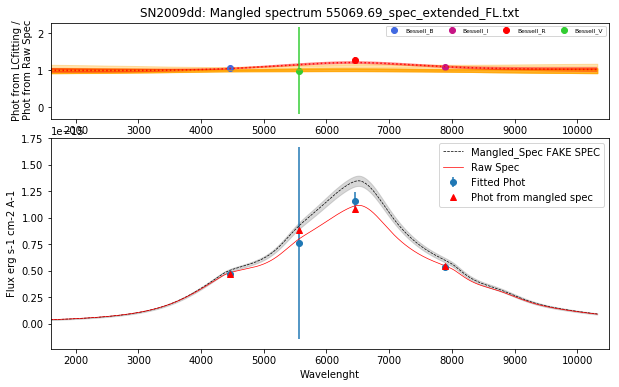 SN2009dd: Mangled spectrum 55069.69_spec_extended_FL.txt
Phot from LCfitting /
Phot from Raw Spec
2
1
0
Bessell_B
Bessell_I
Bessell_R
Bessell_V
2000 3000 4000 5000 6000 7000 8000 9000 10000
1e-15
Flux erg s-1 cm-2 A-1
1.75
1.50
1.25
1.00
0.75
0.50
0.25
0.00
Mangled_Spec FAKE SPEC
Raw Spec
Fitted Phot
Phot from mangled spec
2000 3000 4000 5000 6000 7000 8000 9000 10000
Wavelenght